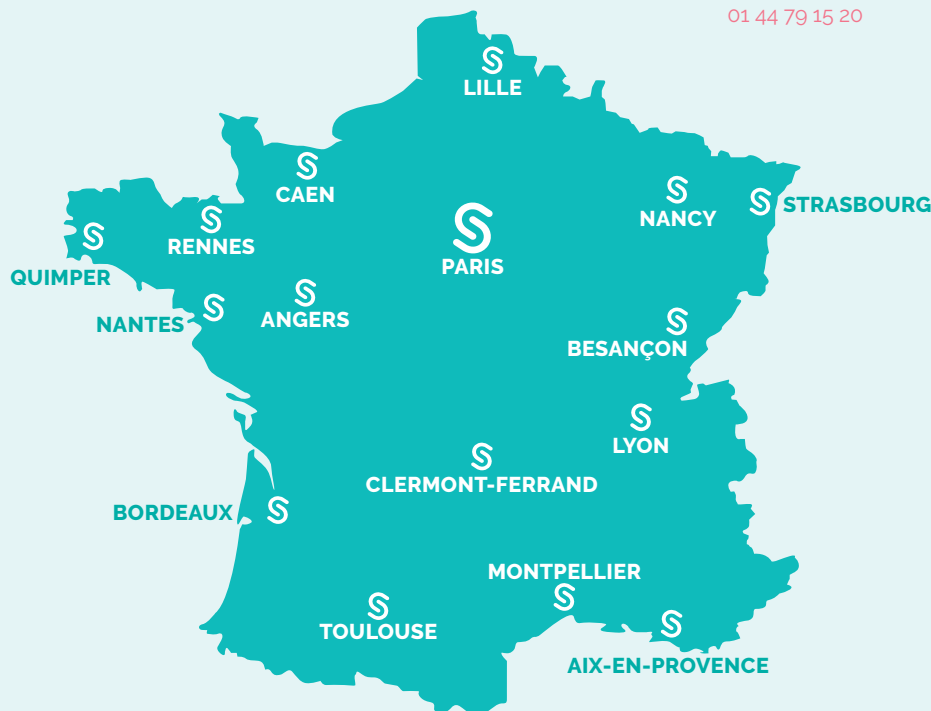 01 44 79 15 20
LILLE
CAEN
NANCY
STRASBOURG
RENNES
PARIS
QUIMPER
NANTES
ANGERS
BESANÇON
LYON
CLERMONT-FERRAND
BORDEAUX
MONTPELLIER
TOULOUSE
AIX-EN-PROVENCE